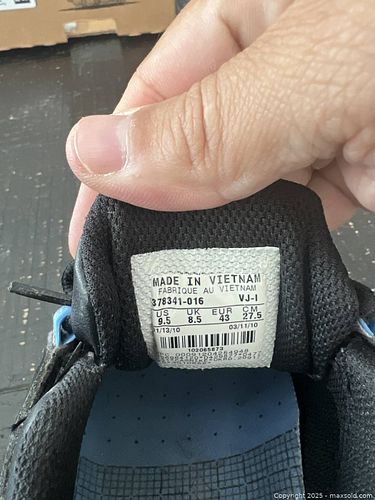 MADE IN VIETNAM
FABRIQUE AU VIETNAM
378341-016 VJ-I
US UK EUR CM
9.5 8.5 43 27.5
1/13/10 03/11/10
Copyright 2025 - maxsold.com